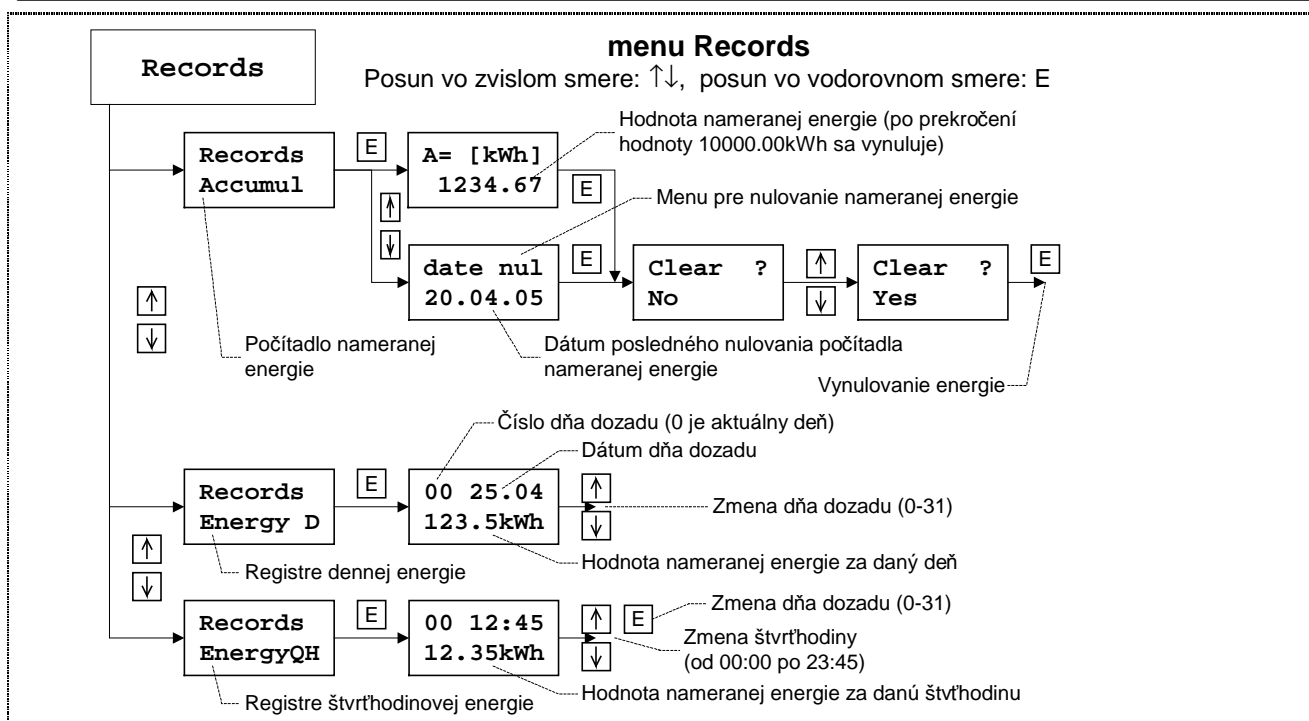 menu Records
Records
Posun vo zvislom smere: ↑↓, posun vo vodorovnom smere: E
Hodnota nameranej energie (po prekročení
hodnoty 10000.00kWh sa vynuluje)
Records
Accumul
E
A= [kWh]
1234.67
E
↑
↓
Menu pre nulovanie nameranej energie
date nul
20.04.05
E
Clear ?
No
↑
↓
Clear ?
Yes
E
↑
↓
Počítadlo nameranej
energie
Dátum posledného nulovania počítadla
nameranej energie
Vynulovanie energie
Číslo dňa dozadu (0 je aktuálny deň)
Dátum dňa dozadu
Records
Energy D
E
00 25.04
123.5kWh
↑
↓
Zmena dňa dozadu (0-31)
↑
↓
Registre dennej energie
Hodnota nameranej energie za daný deň
Records
EnergyQH
E
00 12:45
12.35kWh
↑
↓
E
Zmena dňa dozadu (0-31)
Zmena štvrťhodiny
(od 00:00 po 23:45)
Registre štvrťhodinovej energie
Hodnota nameranej energie za danú štvťhodinu